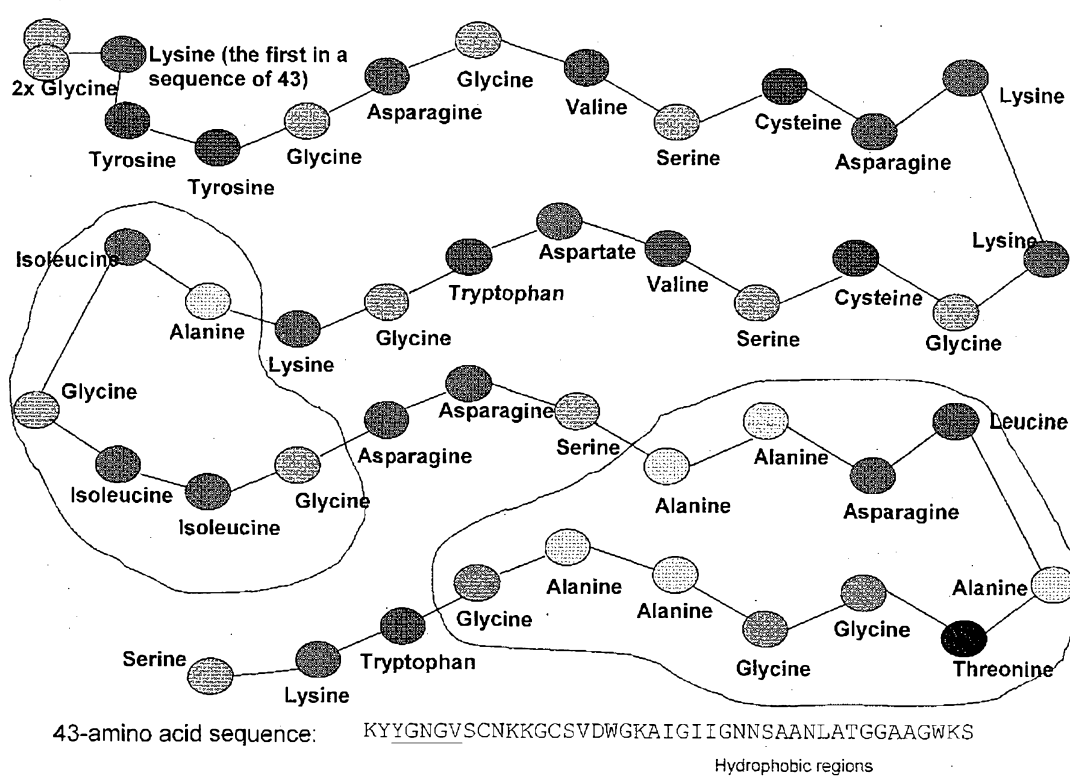 2x Glycine
Lysine (the first in a
sequence of 43)
Tyrosine
Tyrosine
Glycine
Asparagine
Glycine
Valine
Serine
Cysteine
Asparagine
Lysine
Lysine
Glycine
Cysteine
Serine
Valine
Aspartate
Tryptophan
Glycine
Lysine
Alanine
Isoleucine
Glycine
Isoleucine
Isoleucine
Glycine
Asparagine
Asparagine
Serine
Alanine
Alanine
Asparagine
Leucine
Alanine
Threonine
Glycine
Glycine
Alanine
Alanine
Glycine
Tryptophan
Lysine
Serine
43-amino acid sequence: KYYGNGVSCNKKGCSVDWGKAIGIIGNNSAANLATGGAAGWKS
Hydrophobic regions